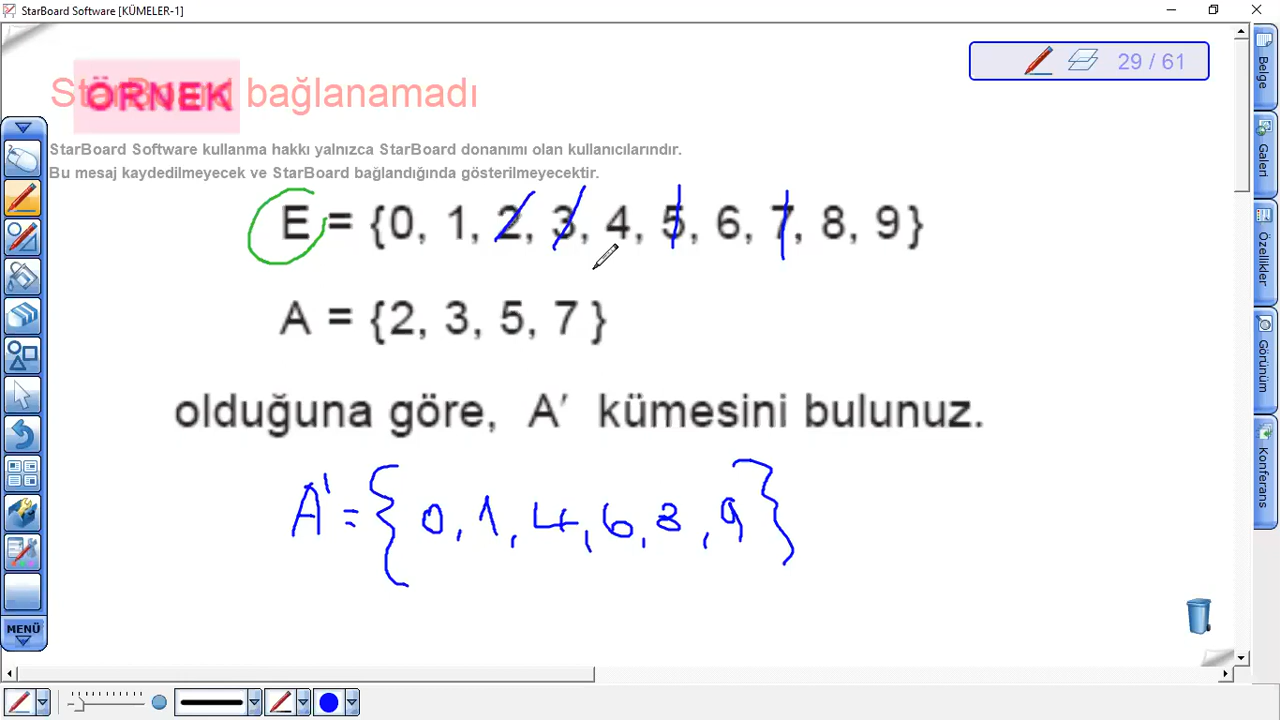 StarBoard Software [KÜMELER-1]
29 / 61
StarBoard bağlanamadı
ÖRNEK
StarBoard Software kullanma hakkı yalnızca StarBoard donanımı olan kullanıcılarındır.
Bu mesaj kaydedilmeyecek ve StarBoard bağlandığında gösterilmeyecektir.
E = {0, 1, 2, 3, 4, 5, 6, 7, 8, 9}
A = {2, 3, 5, 7 }
olduğuna göre, A′ kümesini bulunuz.
A' = { 0, 1, 4, 6, 8, 9 }
Belge
Galeri
Özellikler
Görünüm
Konferans
MENÜ